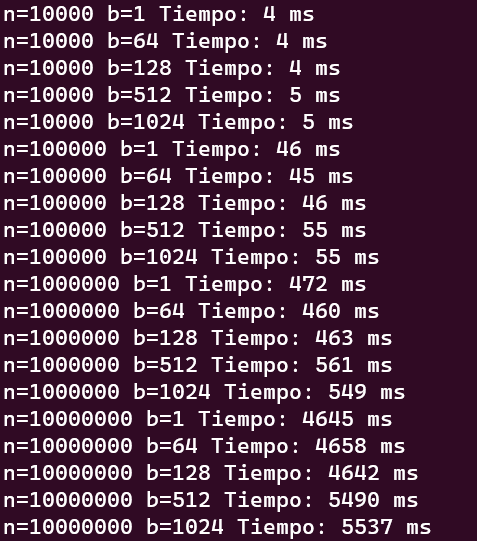 n=10000 b=1 Tiempo: 4 ms
n=10000 b=64 Tiempo: 4 ms
n=10000 b=128 Tiempo: 4 ms
n=10000 b=512 Tiempo: 5 ms
n=10000 b=1024 Tiempo: 5 ms
n=100000 b=1 Tiempo: 46 ms
n=100000 b=64 Tiempo: 45 ms
n=100000 b=128 Tiempo: 46 ms
n=100000 b=512 Tiempo: 55 ms
n=100000 b=1024 Tiempo: 55 ms
n=1000000 b=1 Tiempo: 472 ms
n=1000000 b=64 Tiempo: 460 ms
n=1000000 b=128 Tiempo: 463 ms
n=1000000 b=512 Tiempo: 561 ms
n=1000000 b=1024 Tiempo: 549 ms
n=10000000 b=1 Tiempo: 4645 ms
n=10000000 b=64 Tiempo: 4658 ms
n=10000000 b=128 Tiempo: 4642 ms
n=10000000 b=512 Tiempo: 5490 ms
n=10000000 b=1024 Tiempo: 5537 ms